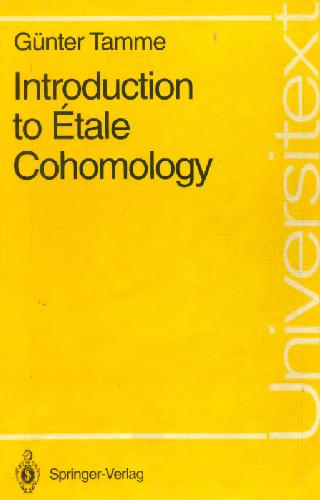 Günter Tamme
Introduction
to Étale
Cohomology
Universitext
Springer-Verlag